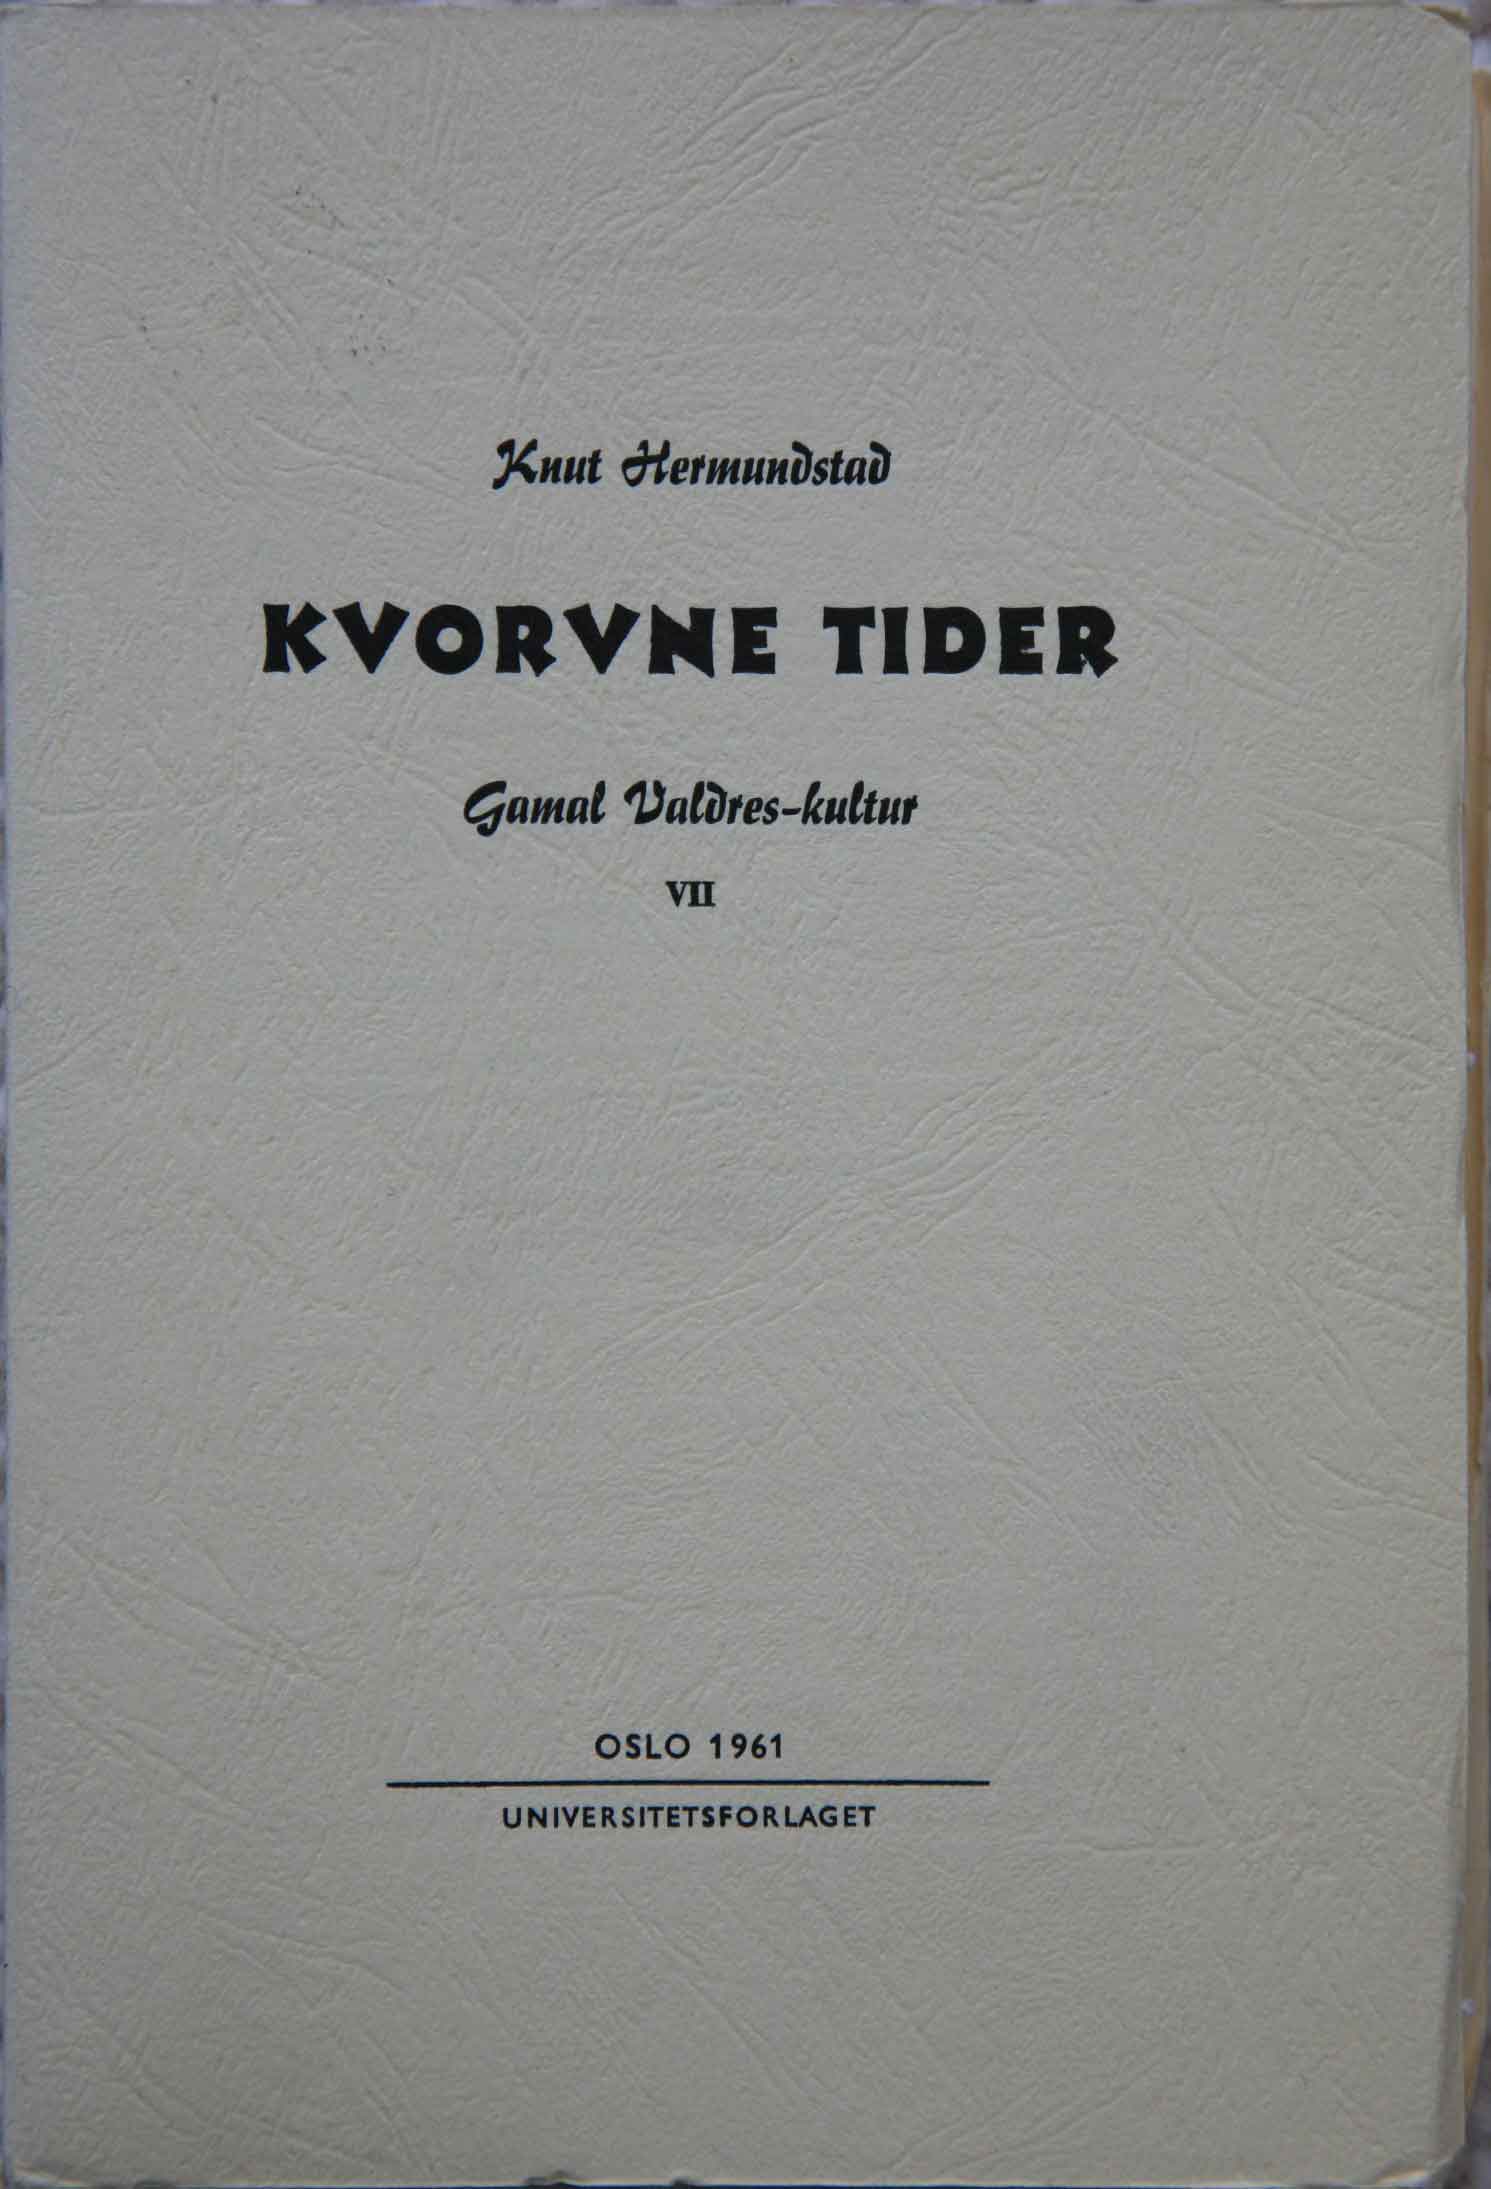 Knut Hermundstad
KVORVNE TIDER
Gamal Valdres-kultur
VII
OSLO 1961
UNIVERSITETSFORLAGET